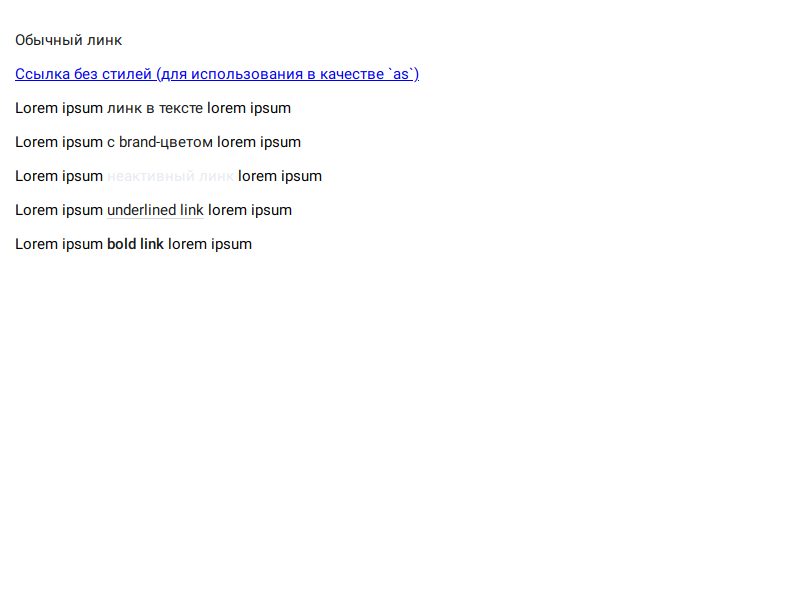 Обычный линк
Ссылка без стилей (для использования в качестве `as`)
Lorem ipsum линк в тексте lorem ipsum
Lorem ipsum с brand-цветом lorem ipsum
Lorem ipsum неактивный линк lorem ipsum
Lorem ipsum underlined link lorem ipsum
Lorem ipsum bold link lorem ipsum